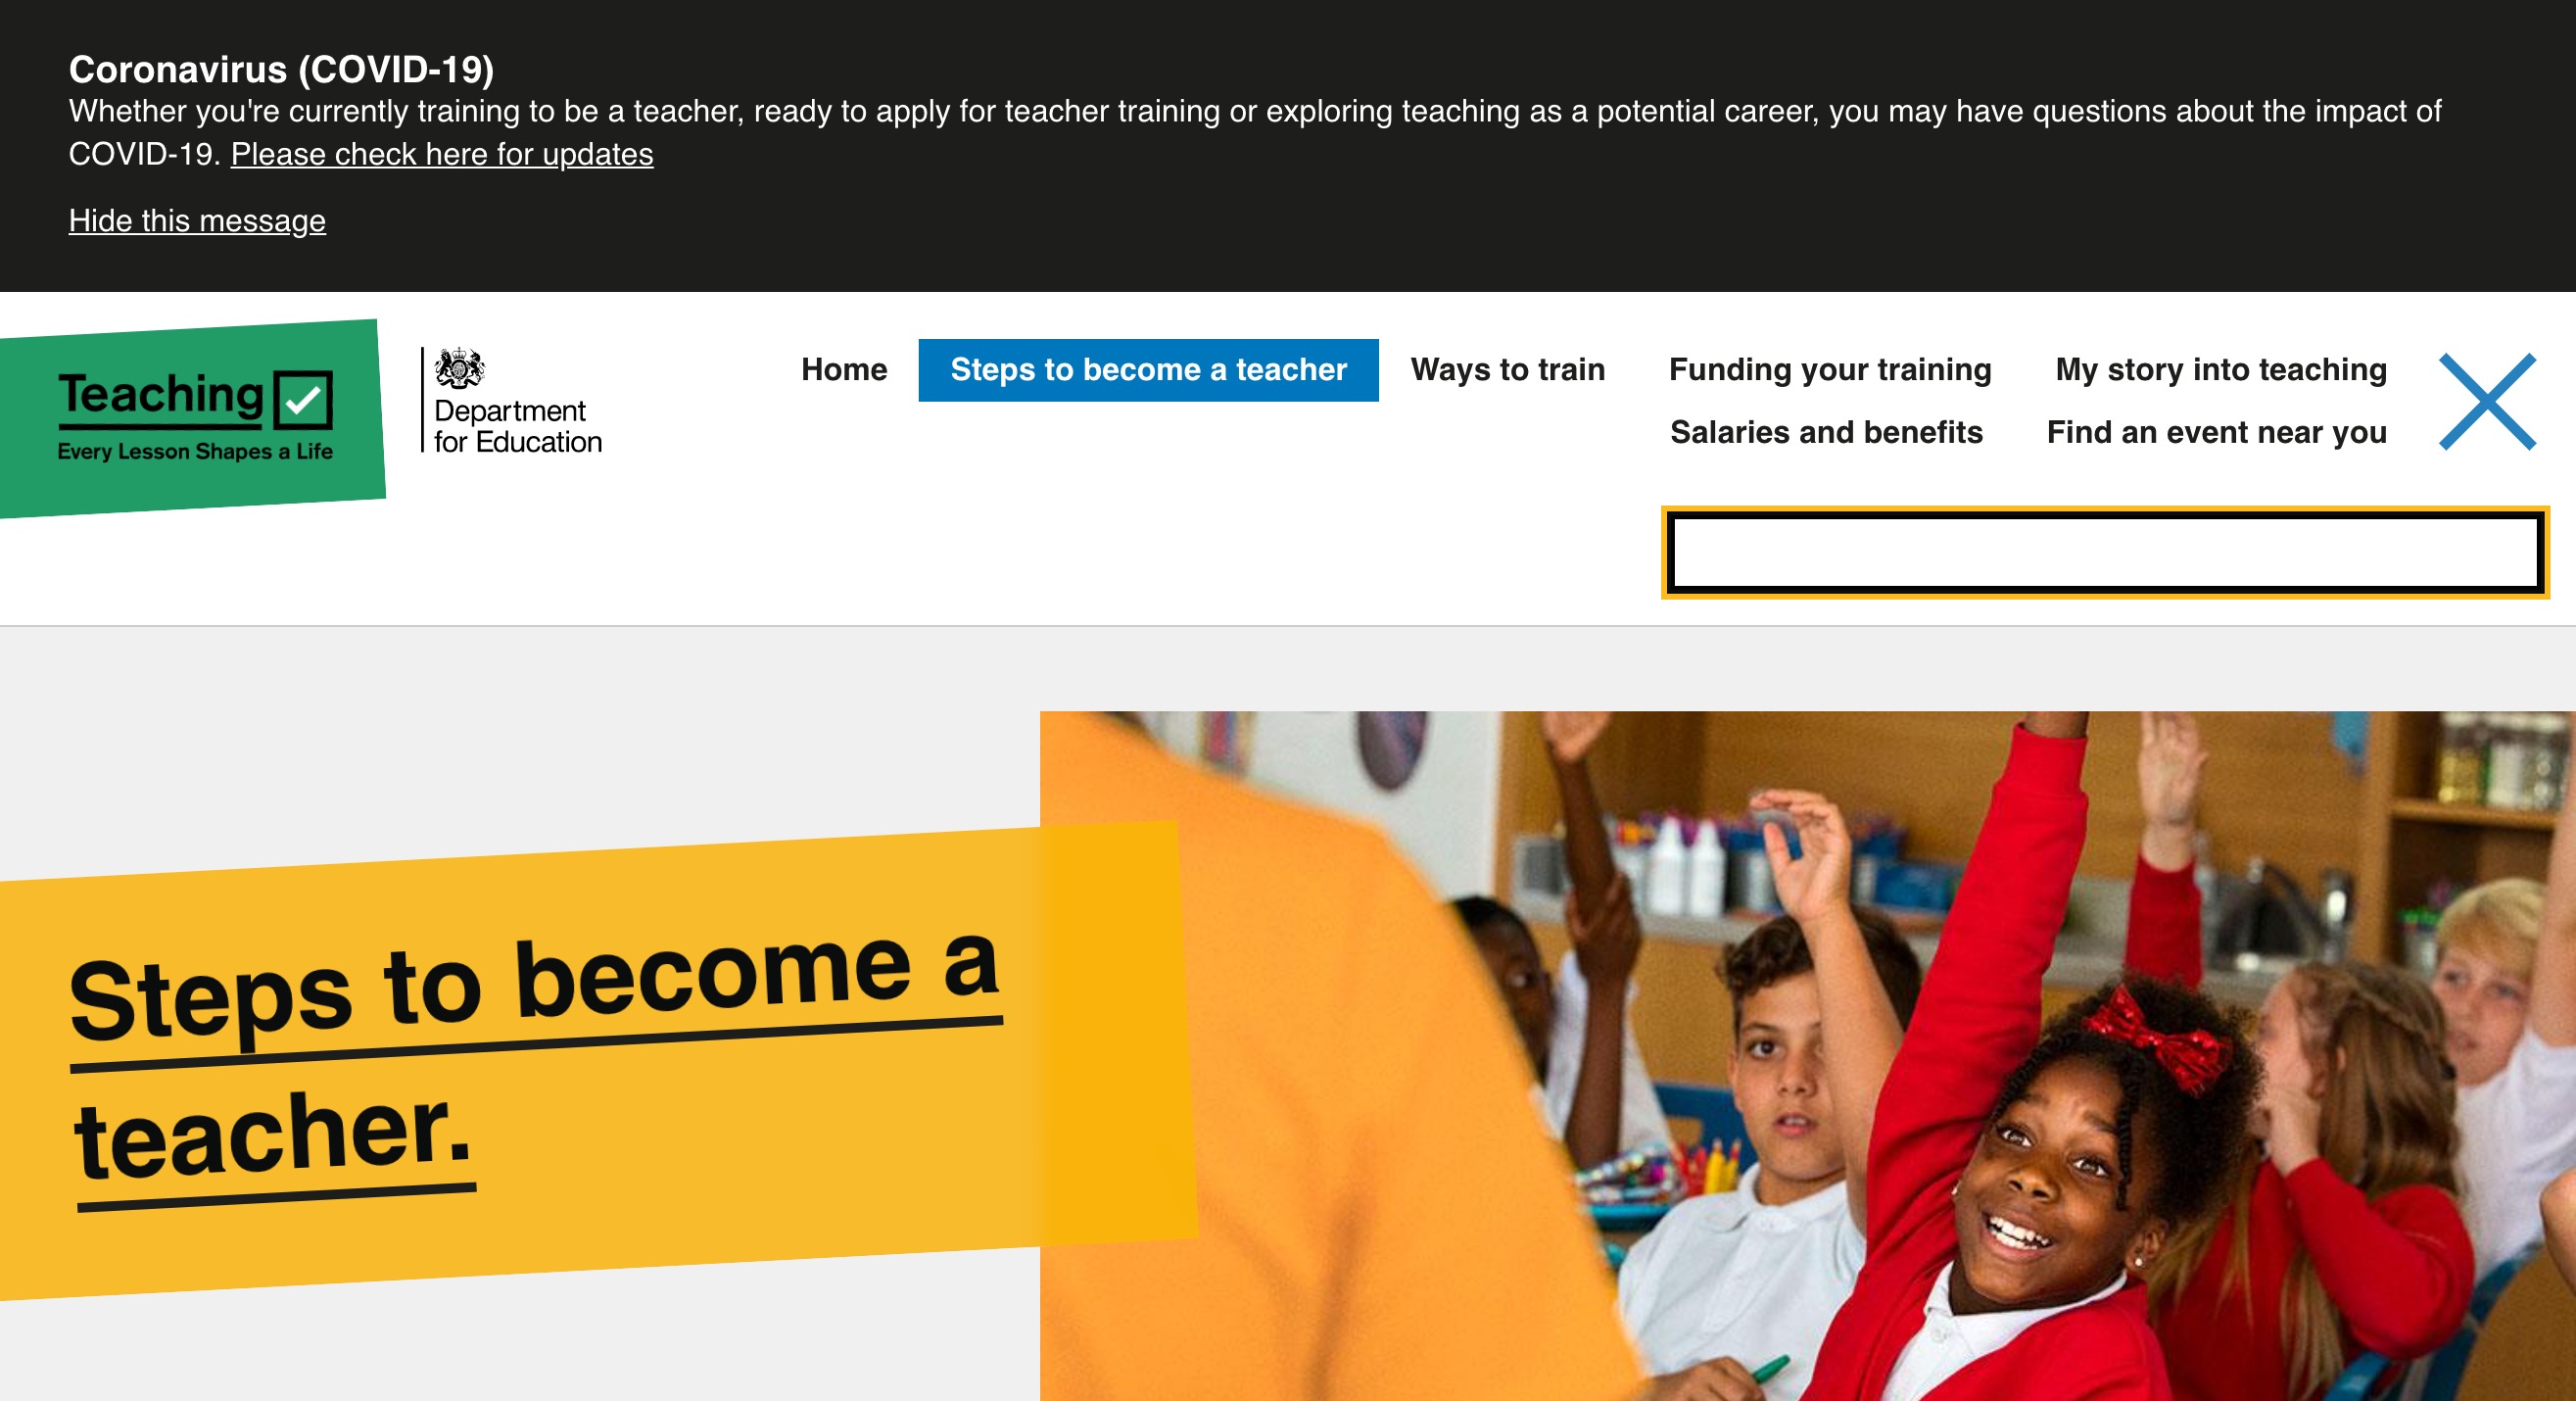 Coronavirus (COVID-19)
Whether you're currently training to be a teacher, ready to apply for teacher training or exploring teaching as a potential career, you may have questions about the impact of
COVID-19. Please check here for updates
Hide this message
Teaching
Every Lesson Shapes a Life
Department
for Education
Home
Steps to become a teacher
Ways to train
Funding your training
My story into teaching
Salaries and benefits
Find an event near you
Steps to become a
teacher.